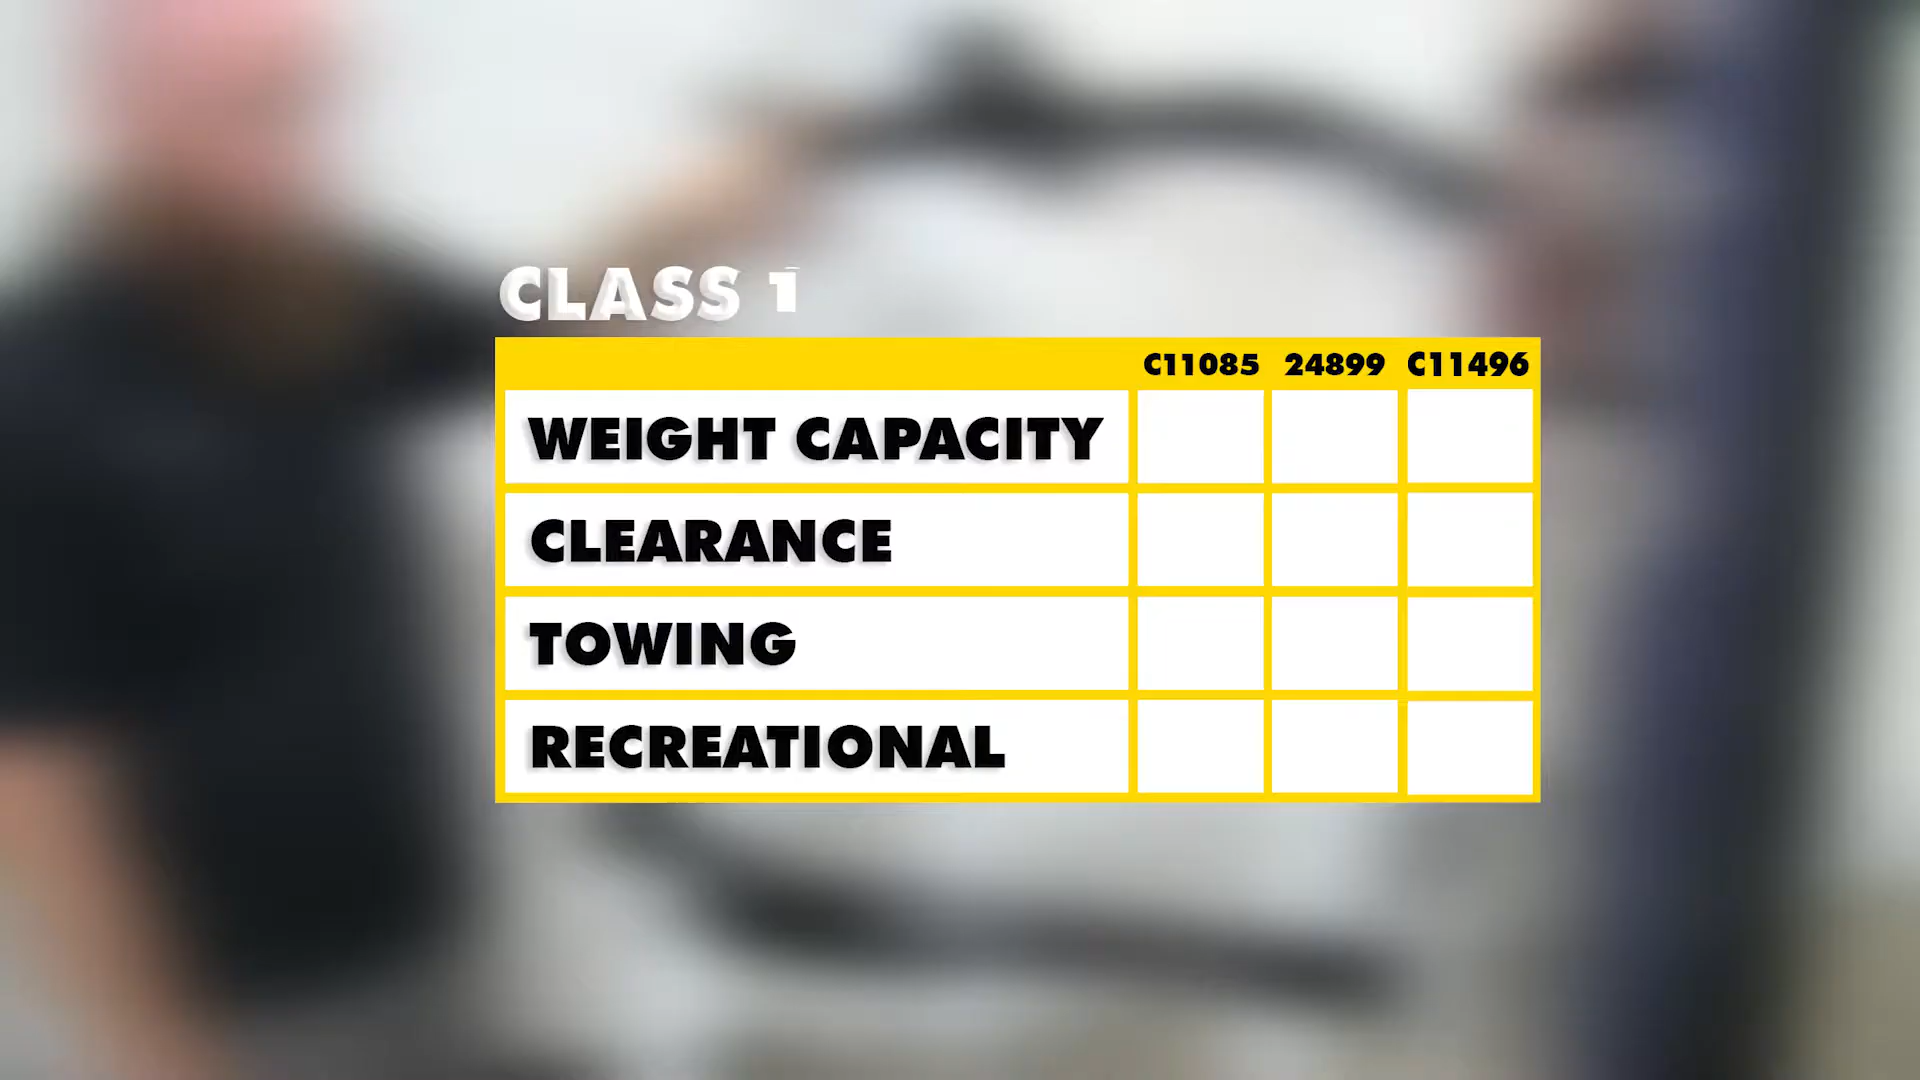 CLASS 1
C11085 24899 C11496
WEIGHT CAPACITY
CLEARANCE
TOWING
RECREATIONAL